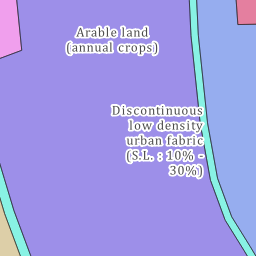 Arable land
(annual crops)
Discontinuous
low density
urban fabric
(S.L. : 10% -
30%)